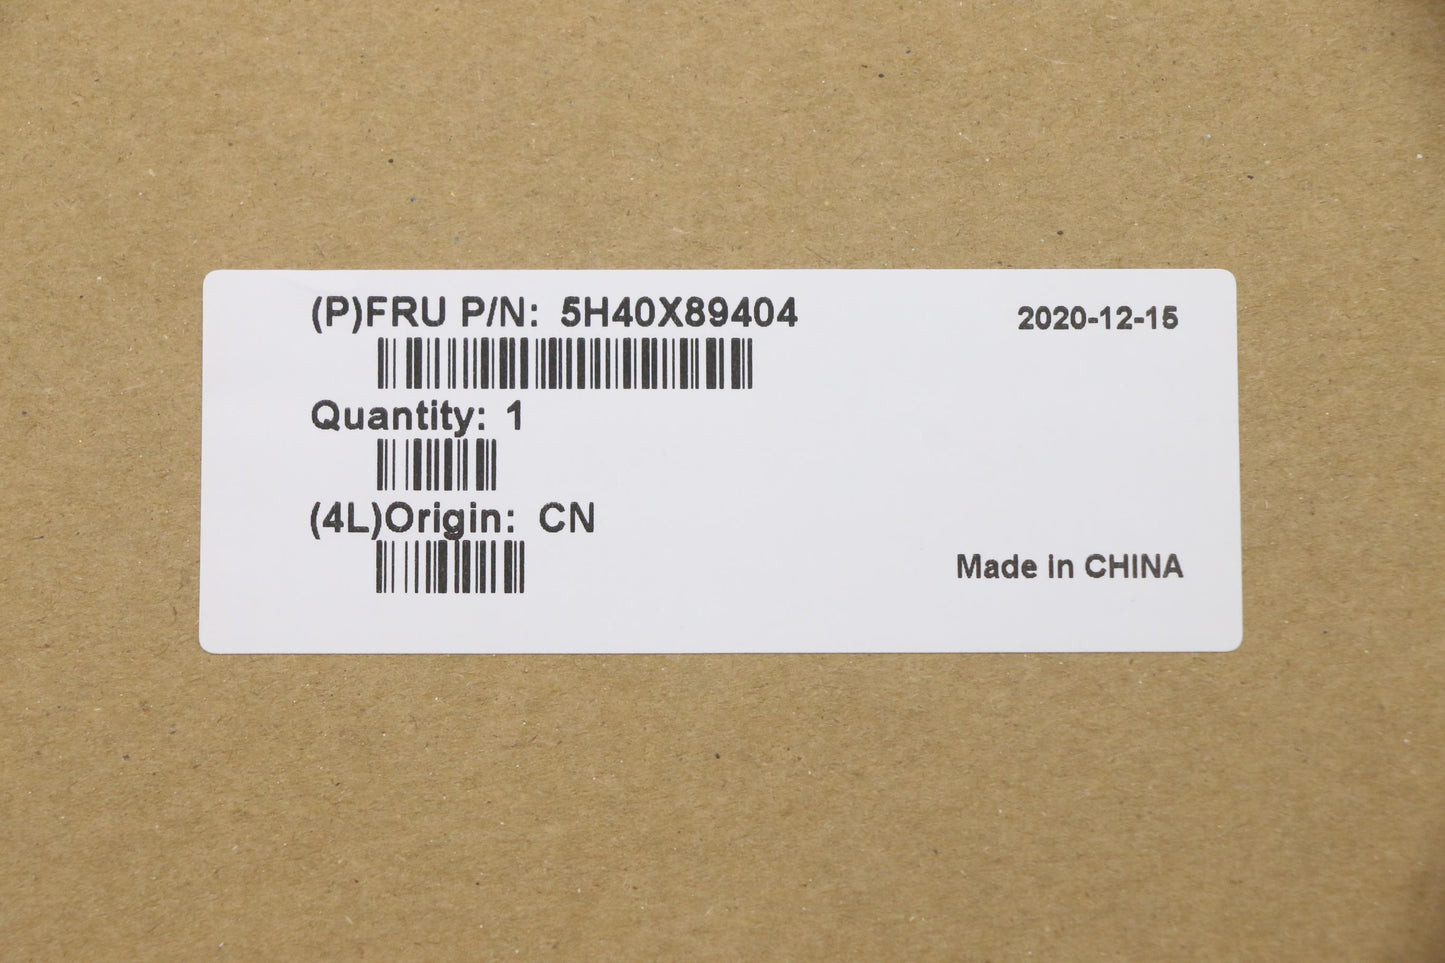 (P)FRU P/N: 5H40X89404
2020-12-15
Quantity: 1
(4L)Origin: CN
Made in CHINA